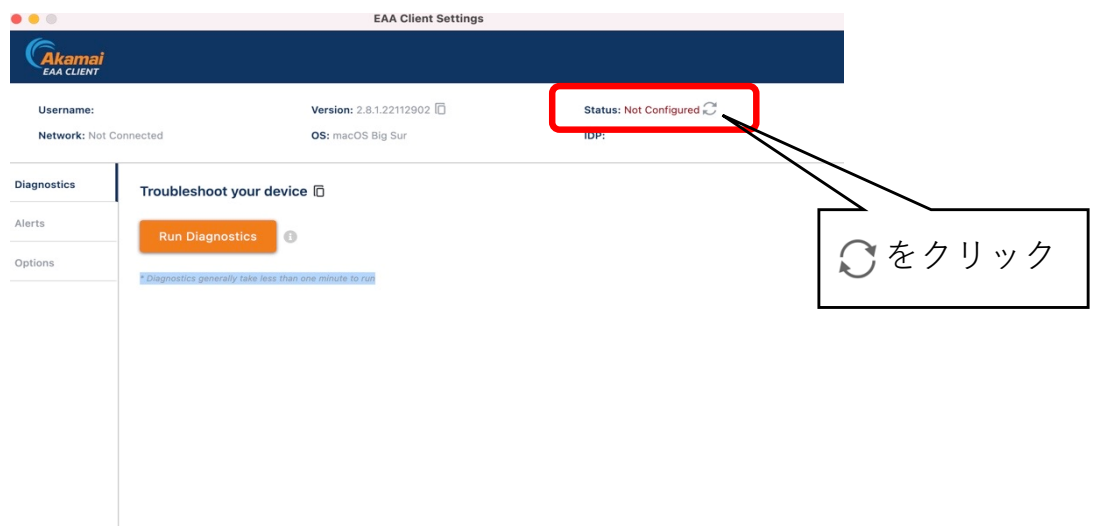 EAA Client Settings
Akamai
EAA CLIENT
Username:
Version: 2.8.1.22112902
Status: Not Configured
Network: Not Connected
OS: macOS Big Sur
IDP:
Diagnostics
Troubleshoot your device
Alerts
Run Diagnostics
をクリック
Options
* Diagnostics generally take less than one minute to run